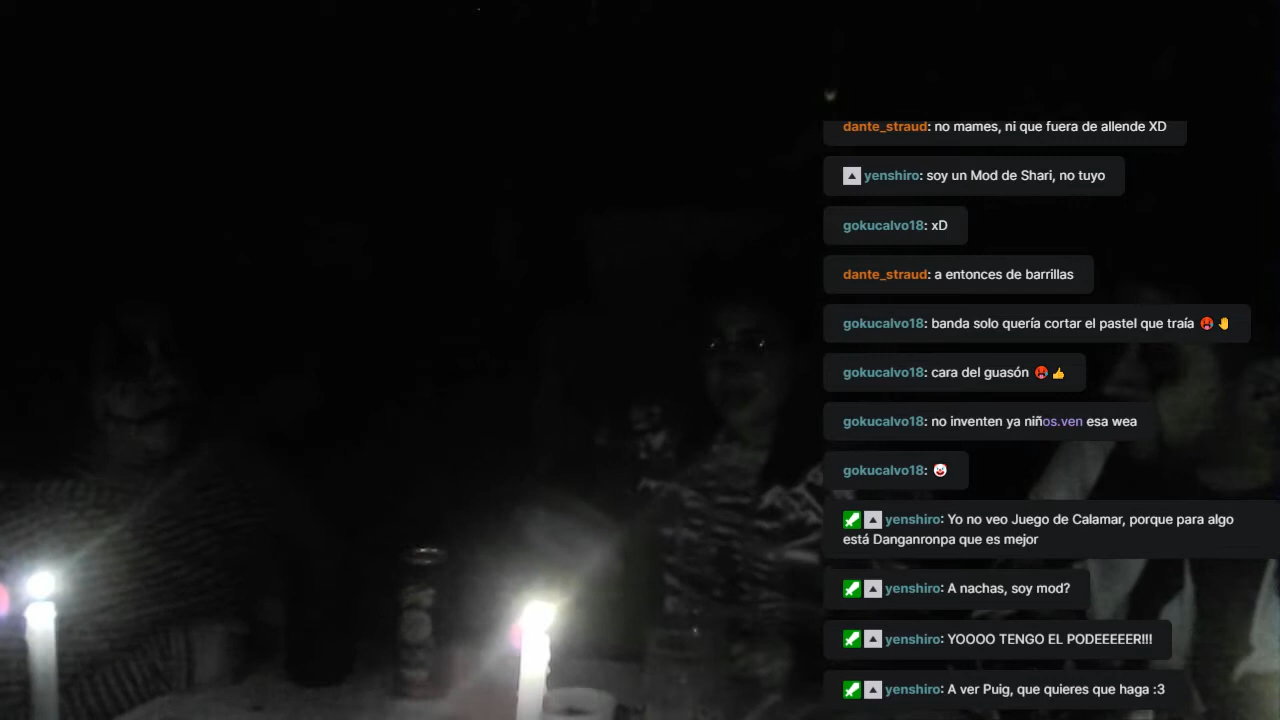 dante_straud: no mames, ni que fuera de allende XD
yenshiro: soy un Mod de Shari, no tuyo
gokucalvo18: xD
dante_straud: a entonces de barrillas
gokucalvo18: banda solo quería cortar el pastel que traía
gokucalvo18: cara del guasón
gokucalvo18: no inventen ya niños.ven esa wea
gokucalvo18:
yenshiro: Yo no veo Juego de Calamar, porque para algo
está Danganronpa que es mejor
yenshiro: A nachas, soy mod?
yenshiro: YOOOO TENGO EL PODEEEEER!!!
yenshiro: A ver Puig, que quieres que haga :3